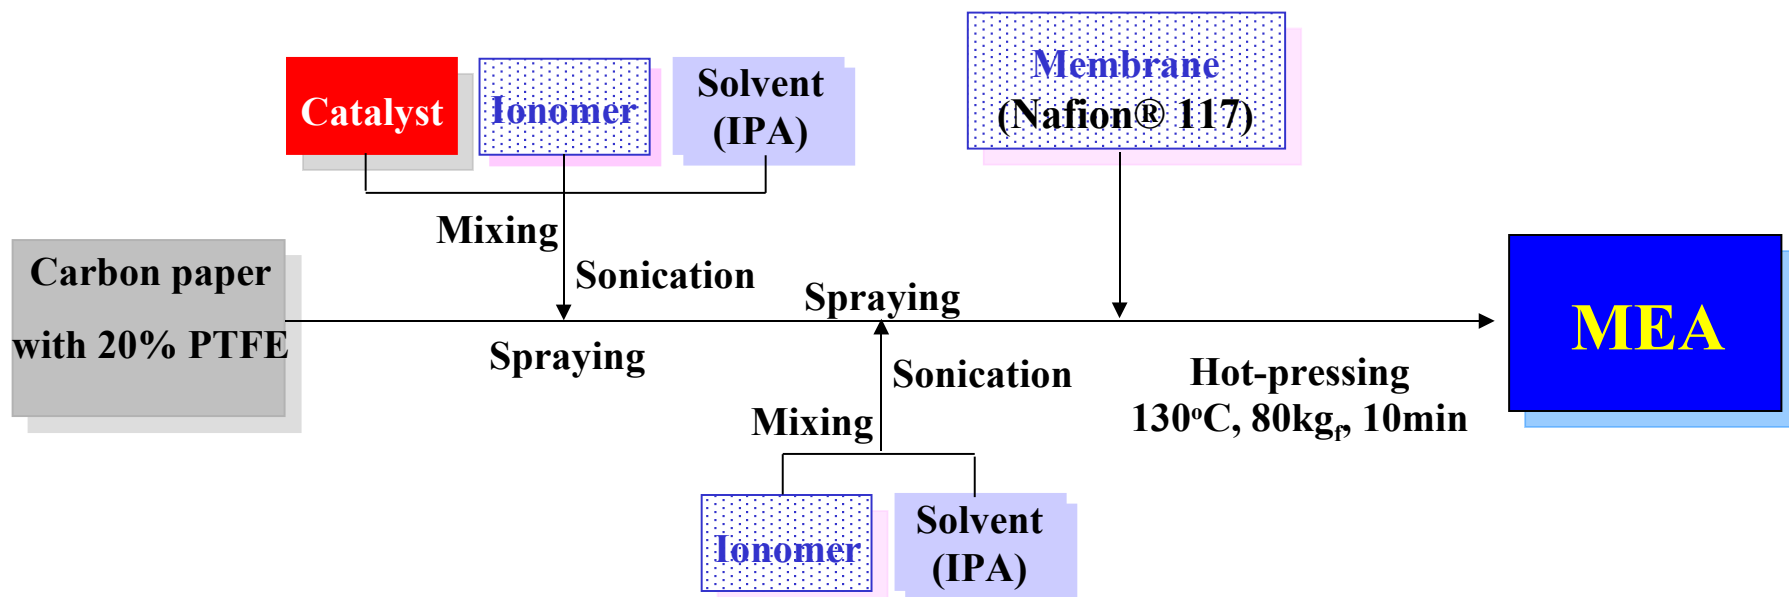 Catalyst
Ionomer
Solvent
(IPA)
Membrane
(Nafion® 117)
Mixing
Sonication
Carbon paper
with 20% PTFE
Spraying
Spraying
MEA
Sonication
Mixing
Hot-pressing
130°C, 80kgf, 10min
Ionomer
Solvent
(IPA)